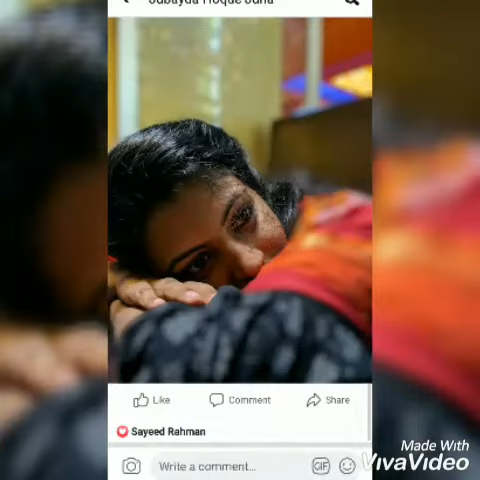 Like Comment Share
Sayeed Rahman
Write a comment... GIF
Made With
VivaVideo